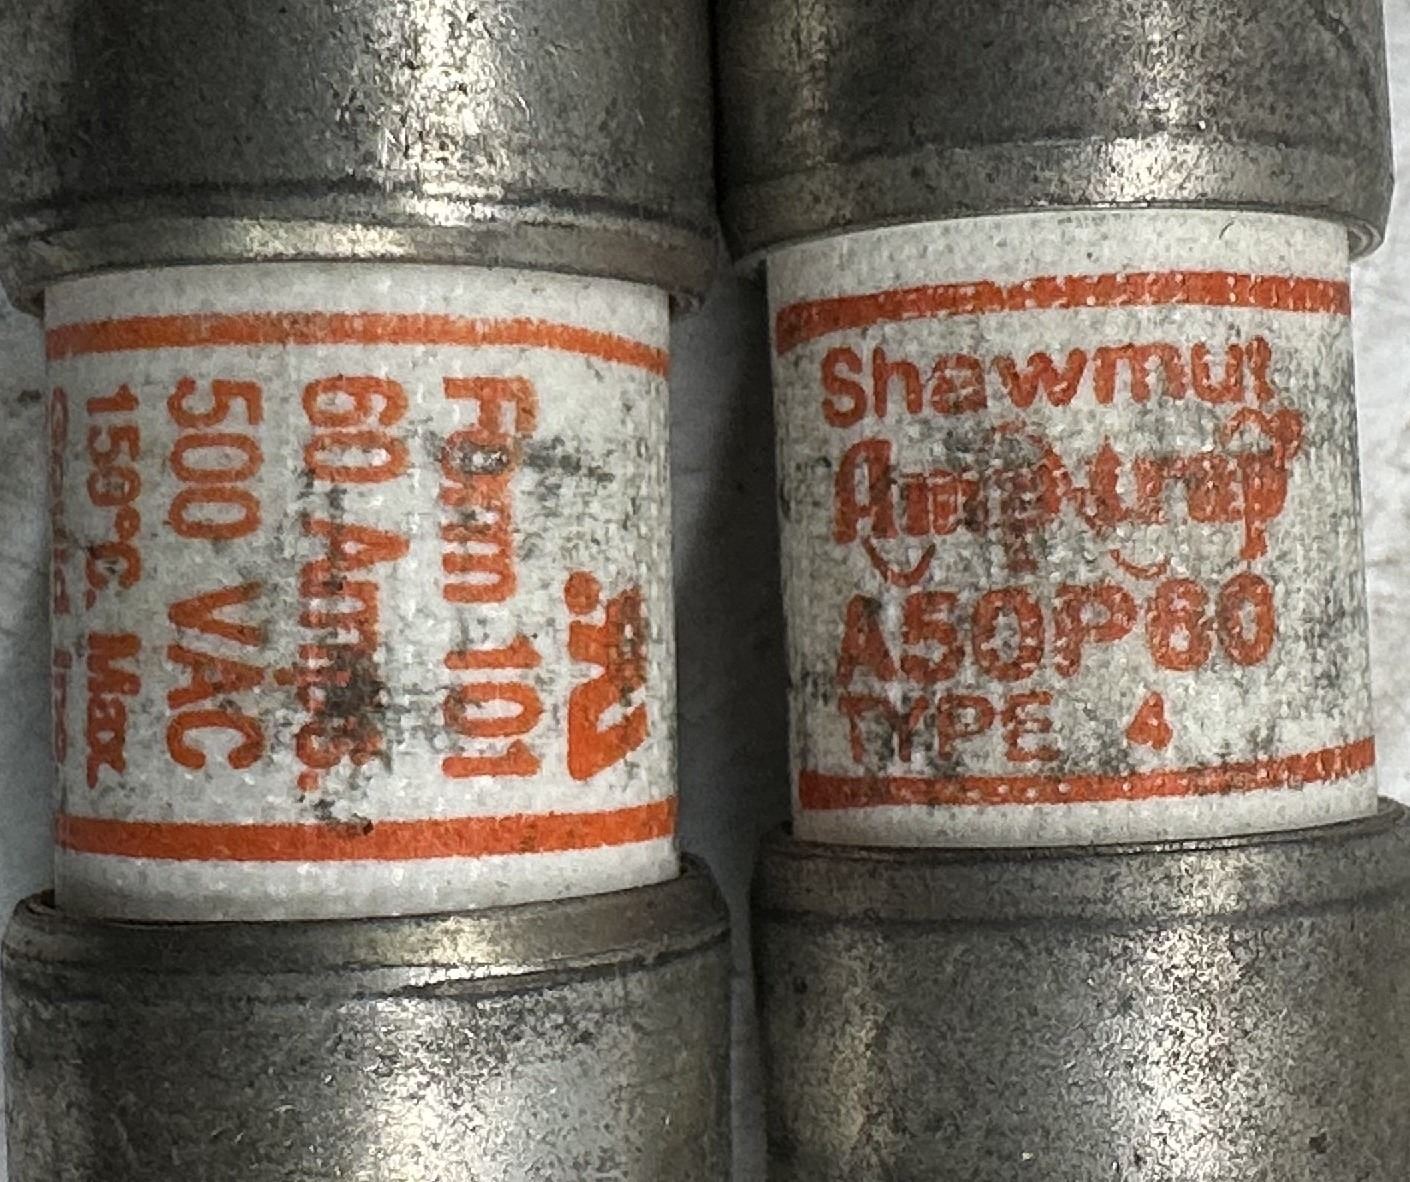 Form 101
60 Amps.
500 VAC
150°C. Max.
Shawmut
Amp-trap
A50P60
TYPE 4